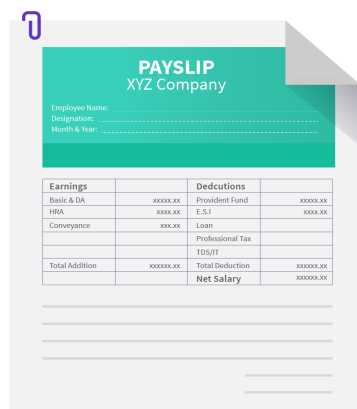 PAYSLIP
XYZ Company
Employee Name:
Designation:
Month & Year:
Earnings Dedcutions
Basic & DA xxxxx.xx Provident Fund xxxxx.xx
HRA xxxx.xx E.S.I xxxx.xx
Conveyance xxx.xx Loan
Professional Tax
TDS/IT
Total Addition xxxxxx.xx Total Deduction xxxxxx.xx
Net Salary xxxxxx.xx